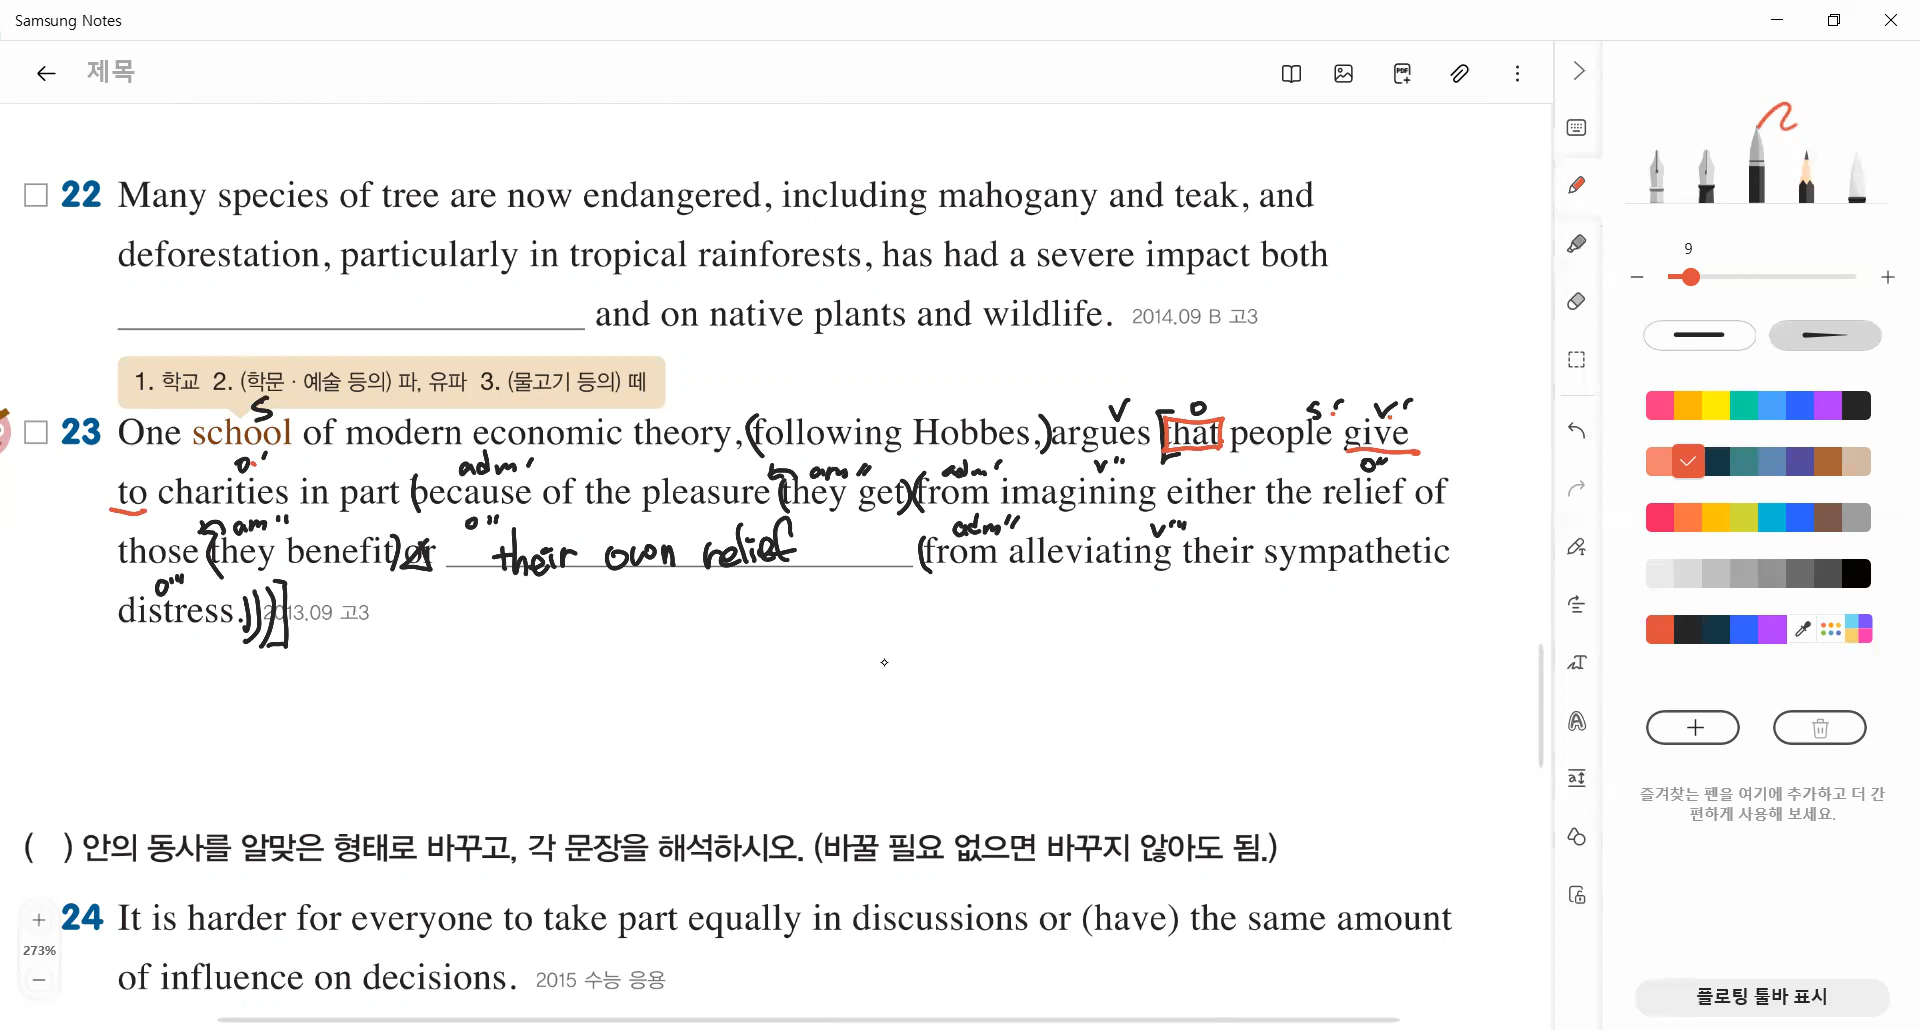 Samsung Notes
제목
22 Many species of tree are now endangered, including mahogany and teak, and
deforestation, particularly in tropical rainforests, has had a severe impact both
and on native plants and wildlife. 2014.09 B 고3
1. 학교 2. (학문 · 예술 등의) 파, 유파 3. (물고기 등의) 떼
S V O S' V'
23 One school of modern economic theory, (following Hobbes,) argues [that people give
O' adm' am" adm' V" O"
to charities in part (because of the pleasure (they get) (from imagining either the relief of
am" O" adm" V"'
those (they benefit) or their own relief (from alleviating their sympathetic
O"'
distress.)))] 2013.09 고3
( ) 안의 동사를 알맞은 형태로 바꾸고, 각 문장을 해석하시오. (바꿀 필요 없으면 바꾸지 않아도 됨.)
24 It is harder for everyone to take part equally in discussions or (have) the same amount
of influence on decisions. 2015 수능 응용
273%
9
즐겨찾는 펜을 여기에 추가하고 더 간
편하게 사용해 보세요.
플로팅 툴바 표시